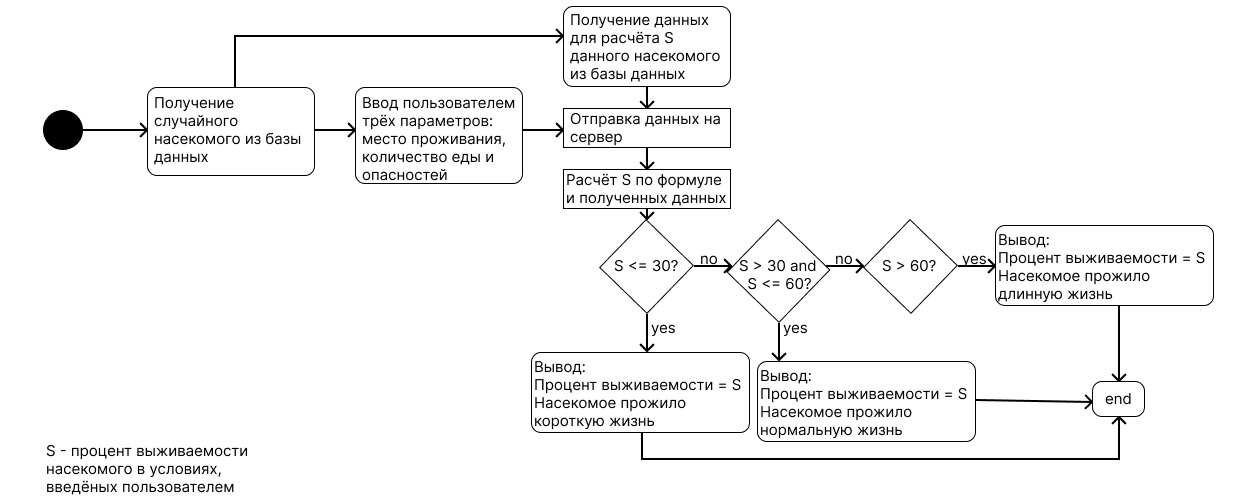 Получение данных
для расчёта S
данного насекомого
из базы данных
Получение
случайного
насекомого из базы
данных
Ввод пользователем
трёх параметров:
место проживания,
количество еды и
опасностей
Отправка данных на
сервер
Расчёт S по формуле
и полученных данных
S <= 30?
no
S > 30 and
S <= 60?
no
S > 60?
yes
Вывод:
Процент выживаемости = S
Насекомое прожило
длинную жизнь
yes
yes
Вывод:
Процент выживаемости = S
Насекомое прожило
короткую жизнь
Вывод:
Процент выживаемости = S
Насекомое прожило
нормальную жизнь
end
S - процент выживаемости
насекомого в условиях,
введёных пользователем